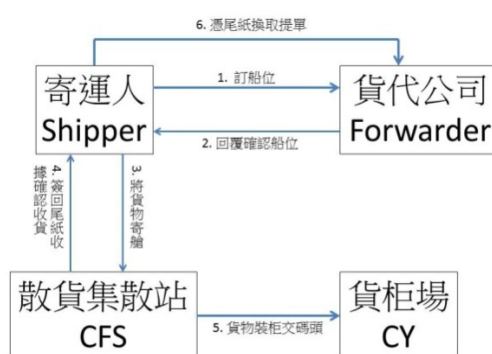 6. 憑尾紙換取提單
寄運人
Shipper
1. 訂船位
貨代公司
Forwarder
2. 回覆確認船位
4. 簽回尾紙收
據確認收貨
3. 將貨物寄艙
散貨集散站
CFS
5. 貨物裝柜交碼頭
貨柜場
CY